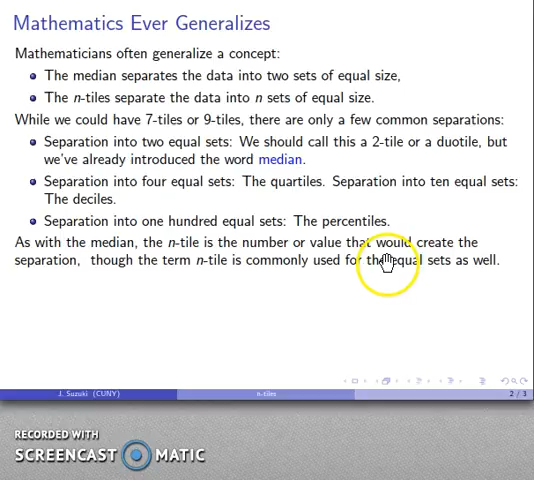 Mathematics Ever Generalizes
Mathematicians often generalize a concept:
The median separates the data into two sets of equal size,
The n-tiles separate the data into n sets of equal size.
While we could have 7-tiles or 9-tiles, there are only a few common separations:
Separation into two equal sets: We should call this a 2-tile or a duotile, but
we've already introduced the word median.
Separation into four equal sets: The quartiles. Separation into ten equal sets:
The deciles.
Separation into one hundred equal sets: The percentiles.
As with the median, the n-tile is the number or value that would create the
separation, though the term n-tile is commonly used for the equal sets as well.
J. Suzuki (CUNY) n-tiles 2 / 3
RECORDED WITH
SCREENCAST MATIC